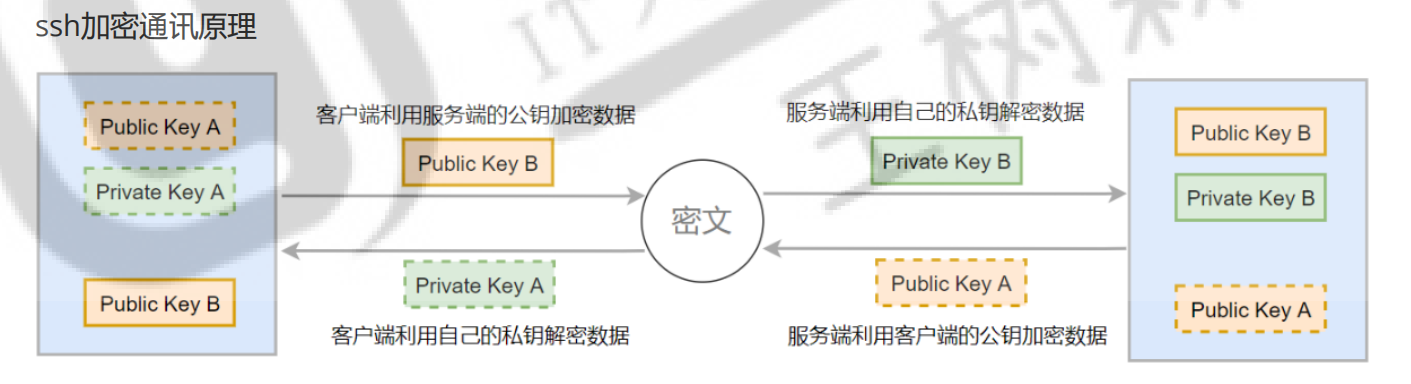 ssh加密通讯原理
客户端利用服务端的公钥加密数据
服务端利用自己的私钥解密数据
Public Key A
Public Key B
Private Key B
Public Key B
Private Key A
Private Key B
密文
Private Key A
Public Key A
Public Key B
Public Key A
客户端利用自己的私钥解密数据
服务端利用客户端的公钥加密数据
IT
王树